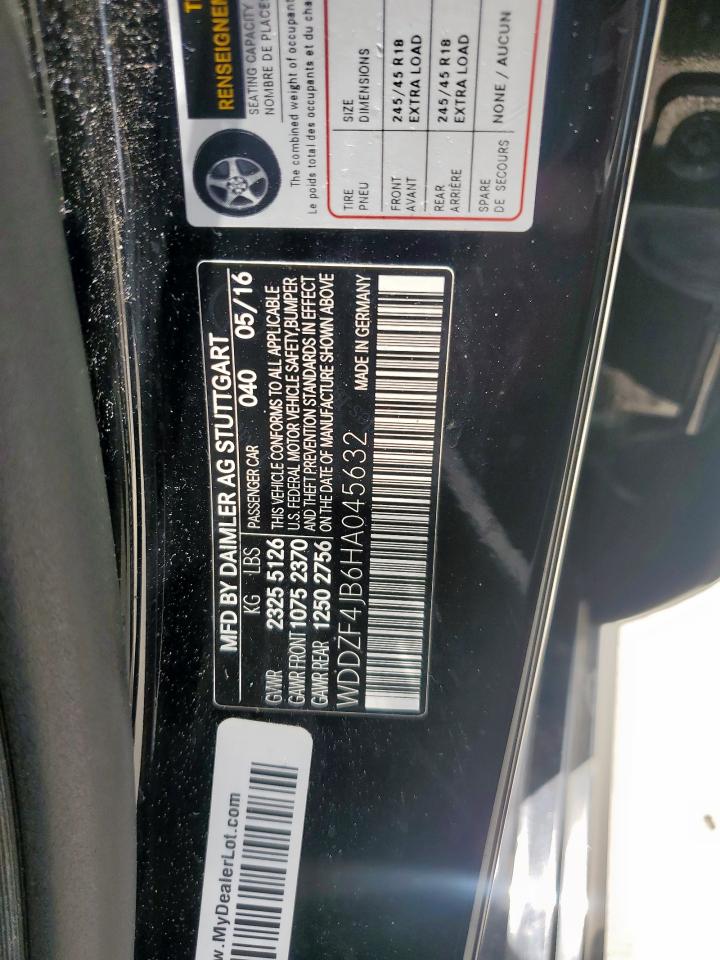 RENSEIGNEMEN
SEATING CAPACITY
NOMBRE DE PLACES
The combined weight of occupant
Le poids total des occupants et du cha
TIRE SIZE
PNEU DIMENSIONS
FRONT 245/45 R18
AVANT EXTRA LOAD
REAR 245/45 R18
ARRIÈRE EXTRA LOAD
SPARE NONE / AUCUN
DE SECOURS
MFD BY DAIMLER AG STUTTGART
KG LBS PASSENGER CAR 040 05/16
GVWR 2325 5126 THIS VEHICLE CONFORMS TO ALL APPLICABLE
GAWR FRONT 1075 2370 U.S. FEDERAL MOTOR VEHICLE SAFETY,BUMPER
AND THEFT PREVENTION STANDARDS IN EFFECT
GAWR REAR 1250 2756 ON THE DATE OF MANUFACTURE SHOWN ABOVE
WDDZF4JB6HA045632 MADE IN GERMANY
w.MyDealerLot.com